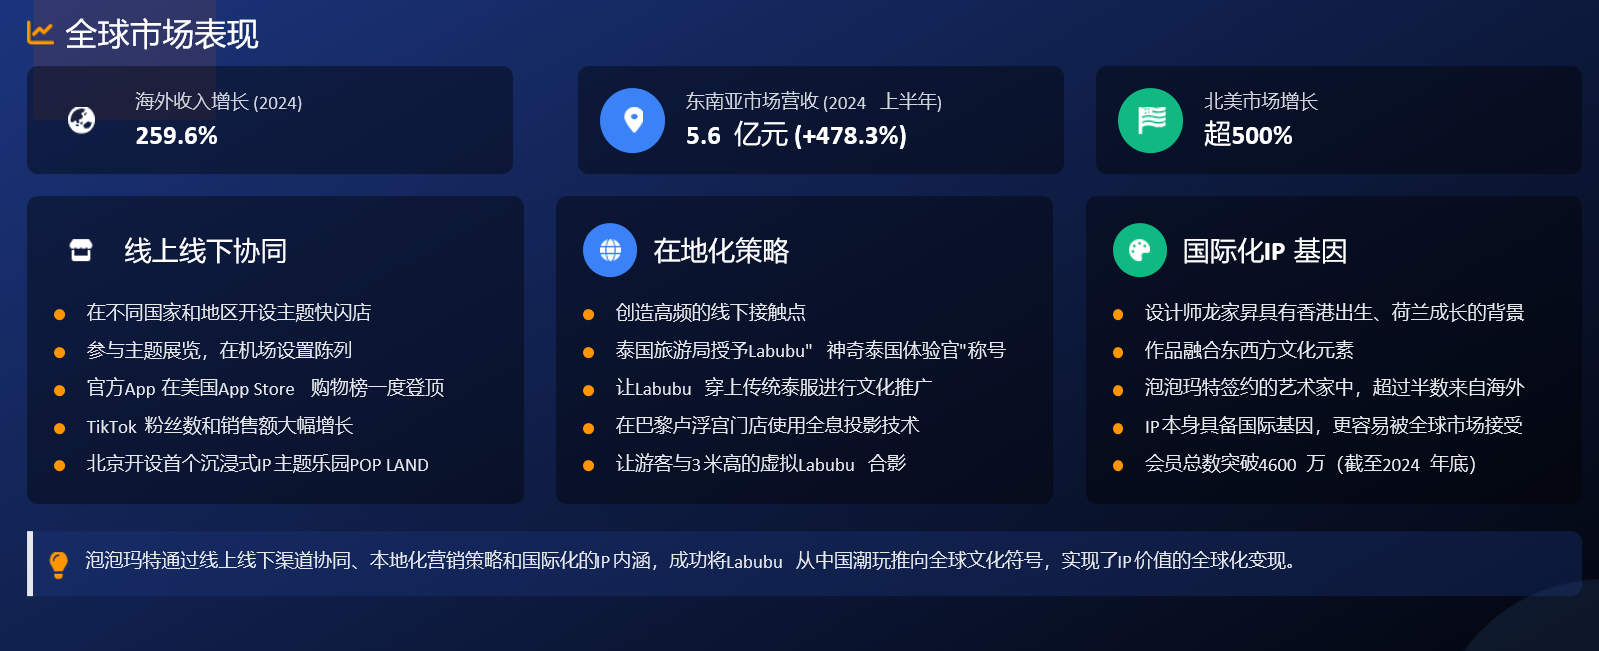 全球市场表现
海外收入增长 (2024)
259.6%
东南亚市场营收 (2024 上半年)
5.6 亿元 (+478.3%)
北美市场增长
超500%
线上线下协同
在不同国家和地区开设主题快闪店
参与主题展览，在机场设置陈列
官方App 在美国App Store 购物榜一度登顶
TikTok 粉丝数和销售额大幅增长
北京开设首个沉浸式IP 主题乐园POP LAND
在地化策略
创造高频的线下接触点
泰国旅游局授予Labubu" 神奇泰国体验官"称号
让Labubu 穿上传统泰服进行文化推广
在巴黎卢浮宫门店使用全息投影技术
让游客与3 米高的虚拟Labubu 合影
国际化IP 基因
设计师龙家昇具有香港出生、荷兰成长的背景
作品融合东西方文化元素
泡泡玛特签约的艺术家中，超过半数来自海外
IP 本身具备国际基因，更容易被全球市场接受
会员总数突破4600 万（截至2024 年底）
泡泡玛特通过线上线下渠道协同、本地化营销策略和国际化的IP 内涵，成功将Labubu 从中国潮玩推向全球文化符号，实现了IP 价值的全球化变现。